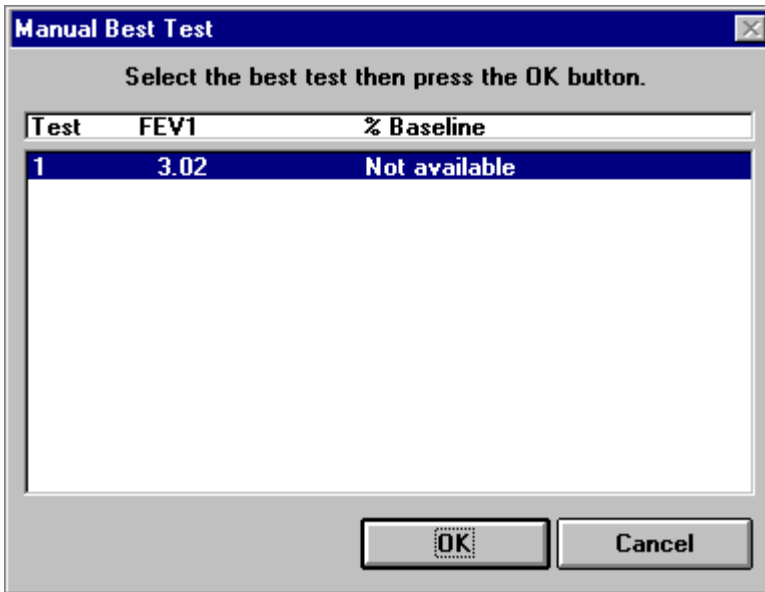 Manual Best Test
Select the best test then press the OK button.
Test FEV1 % Baseline
1 3.02 Not available
OK Cancel